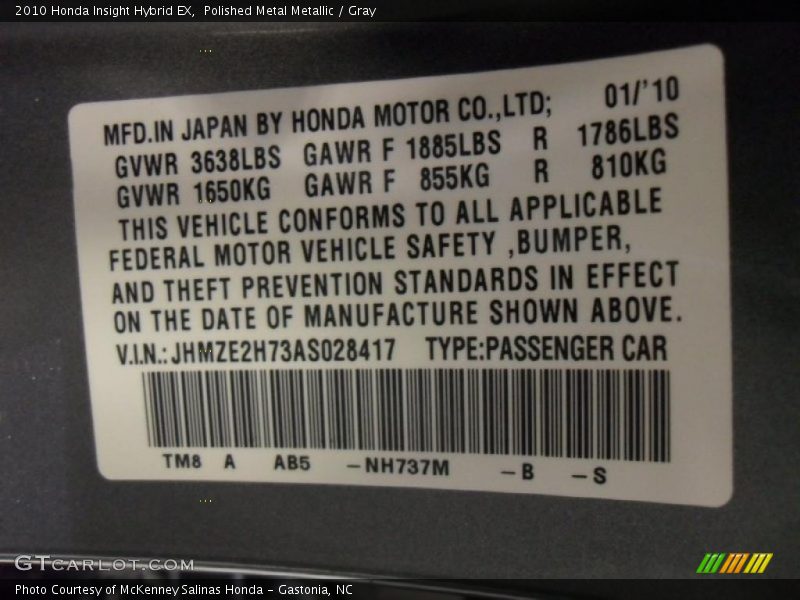 2010 Honda Insight Hybrid EX, Polished Metal Metallic / Gray
MFD.IN JAPAN BY HONDA MOTOR CO.,LTD; 01/'10
GVWR 3638LBS GAWR F 1885LBS R 1786LBS
GVWR 1650KG GAWR F 855KG R 810KG
THIS VEHICLE CONFORMS TO ALL APPLICABLE
FEDERAL MOTOR VEHICLE SAFETY ,BUMPER,
AND THEFT PREVENTION STANDARDS IN EFFECT
ON THE DATE OF MANUFACTURE SHOWN ABOVE.
V.I.N.: JHMZE2H73AS028417 TYPE:PASSENGER CAR
TM8 A AB5 –NH737M –B –S
GTCARLOT.COM
Photo Courtesy of McKenney Salinas Honda - Gastonia, NC